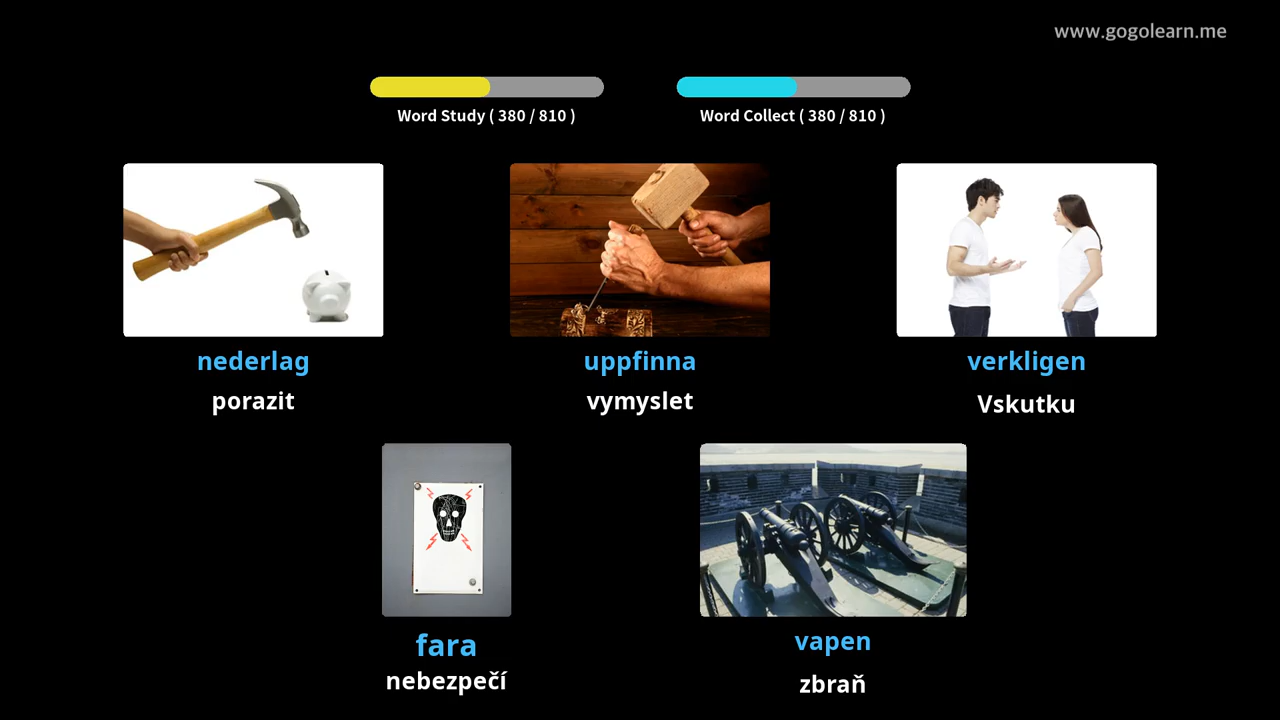 www.gogolearn.me
Word Study ( 380 / 810 )
Word Collect ( 380 / 810 )
nederlag
porazit
uppfinna
vymyslet
verkligen
Vskutku
fara
nebezpečí
vapen
zbraň